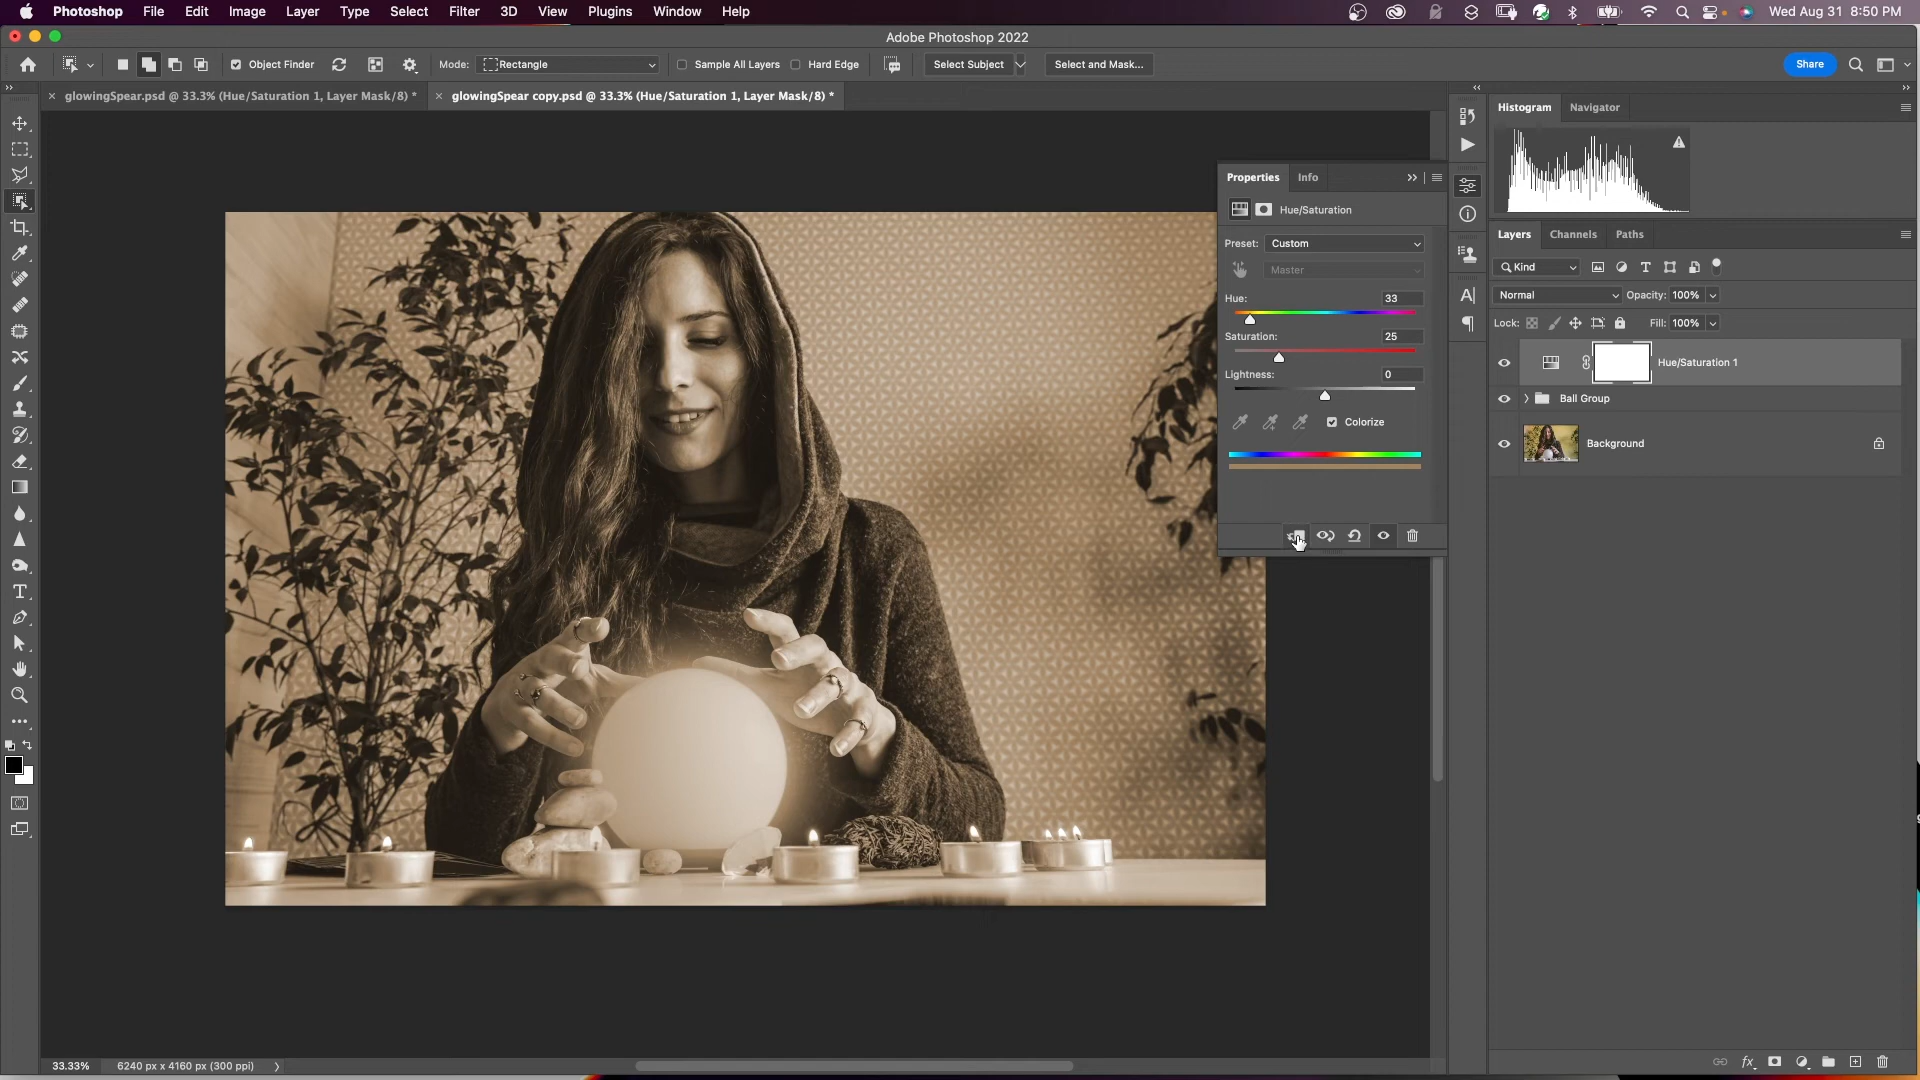 Photoshop File Edit Image Layer Type Select Filter 3D View Plugins Window Help Wed Aug 31 8:50 PM
Adobe Photoshop 2022
Object Finder Mode: Rectangle Sample All Layers Hard Edge Select Subject Select and Mask... Share
glowingSpear.psd @ 33.3% (Hue/Saturation 1, Layer Mask/8) * glowingSpear copy.psd @ 33.3% (Hue/Saturation 1, Layer Mask/8) *
Histogram Navigator
Properties Info
Hue/Saturation
Preset: Custom
Master
Hue: 33
Saturation: 25
Lightness: 0
Colorize
Layers Channels Paths
Kind
Normal Opacity: 100%
Lock: Fill: 100%
Hue/Saturation 1
Ball Group
Background
33.33% 6240 px x 4160 px (300 ppi)